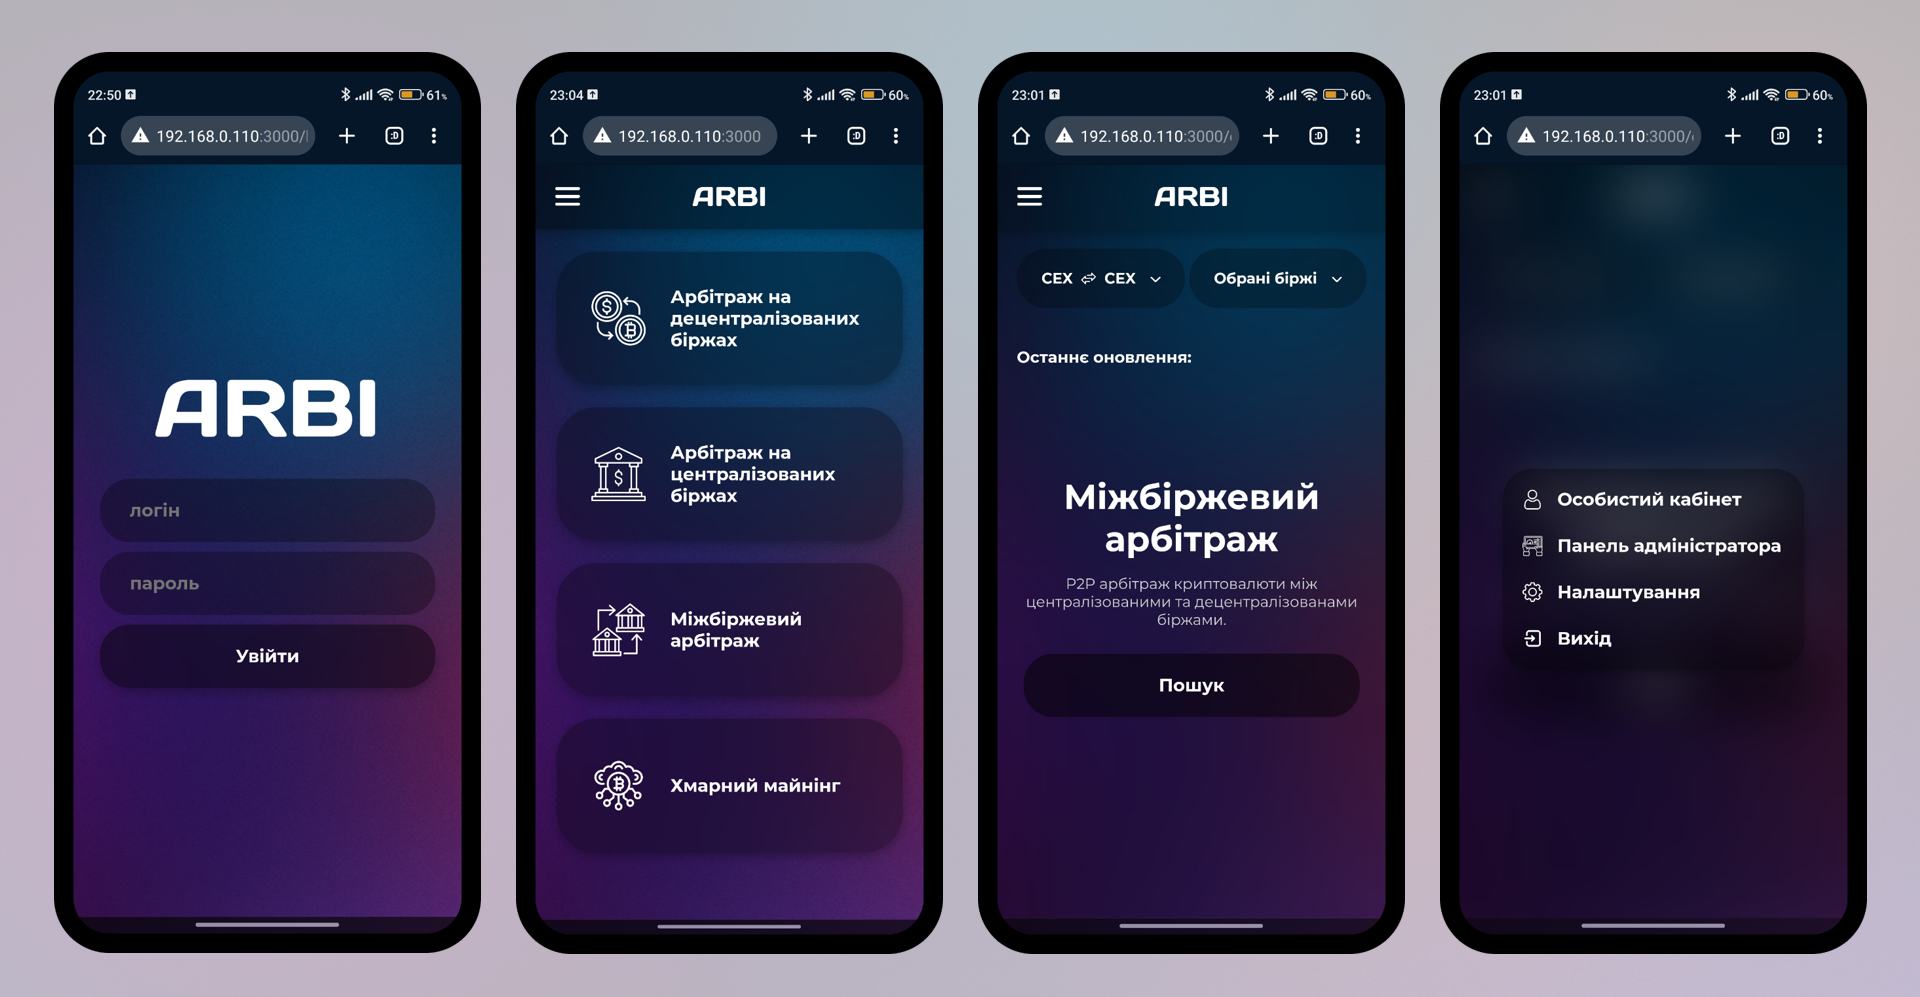 22:50
61%
192.168.0.110:3000/
ARBI
логін
пароль
Увійти
23:04
60%
192.168.0.110:3000
ARBI
Арбітраж на
децентралізованих
біржах
Арбітраж на
централізованих
біржах
Міжбіржевий
арбітраж
Хмарний майнінг
23:01
60%
192.168.0.110:3000/
ARBI
CEX CEX
Обрані біржі
Останнє оновлення:
Міжбіржевий
арбітраж
P2P арбітраж криптовалюти між
централізованими та децентралізованами
біржами.
Пошук
23:01
60%
192.168.0.110:3000/
Особистий кабінет
Панель адміністратора
Налаштування
Вихід